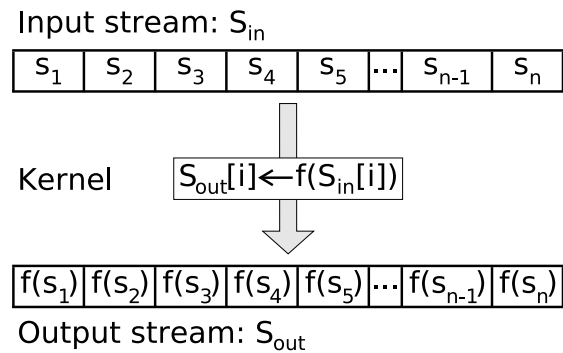 Input stream: S_in
s_1 s_2 s_3 s_4 s_5 ... s_n-1 s_n
Kernel S_out[i]←f(S_in[i])
f(s_1) f(s_2) f(s_3) f(s_4) f(s_5) ... f(s_n-1) f(s_n)
Output stream: S_out